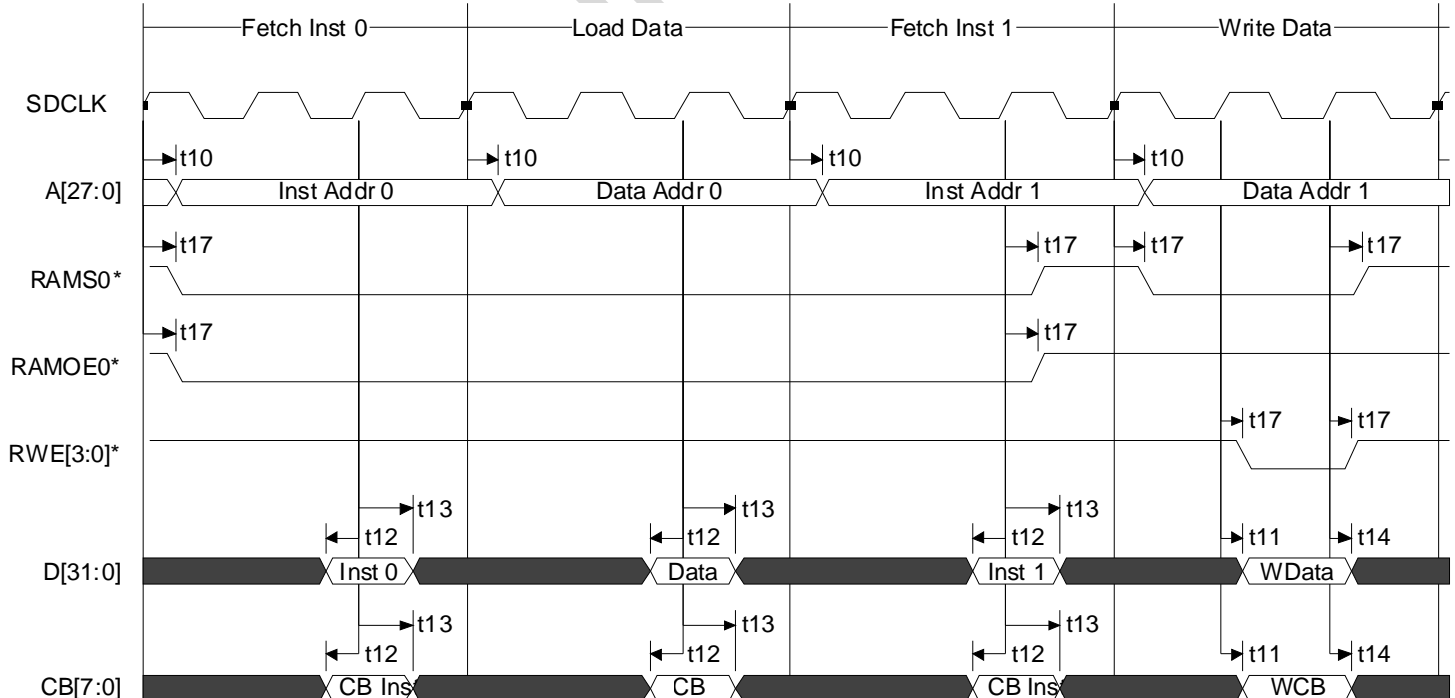 Fetch Inst 0 Load Data Fetch Inst 1 Write Data
SDCLK
t10 t10 t10 t10
A[27:0] Inst Addr 0 Data Addr 0 Inst Addr 1 Data Addr 1
t17 t17 t17 t17
RAMS0*
t17 t17
RAMOE0*
t17 t17
RWE[3:0]*
t13 t13 t13
t12 t12 t12 t11 t14
D[31:0] Inst 0 Data Inst 1 WData
t13 t13 t13
t12 t12 t12 t11 t14
CB[7:0] CB Inst CB CB Inst WCB